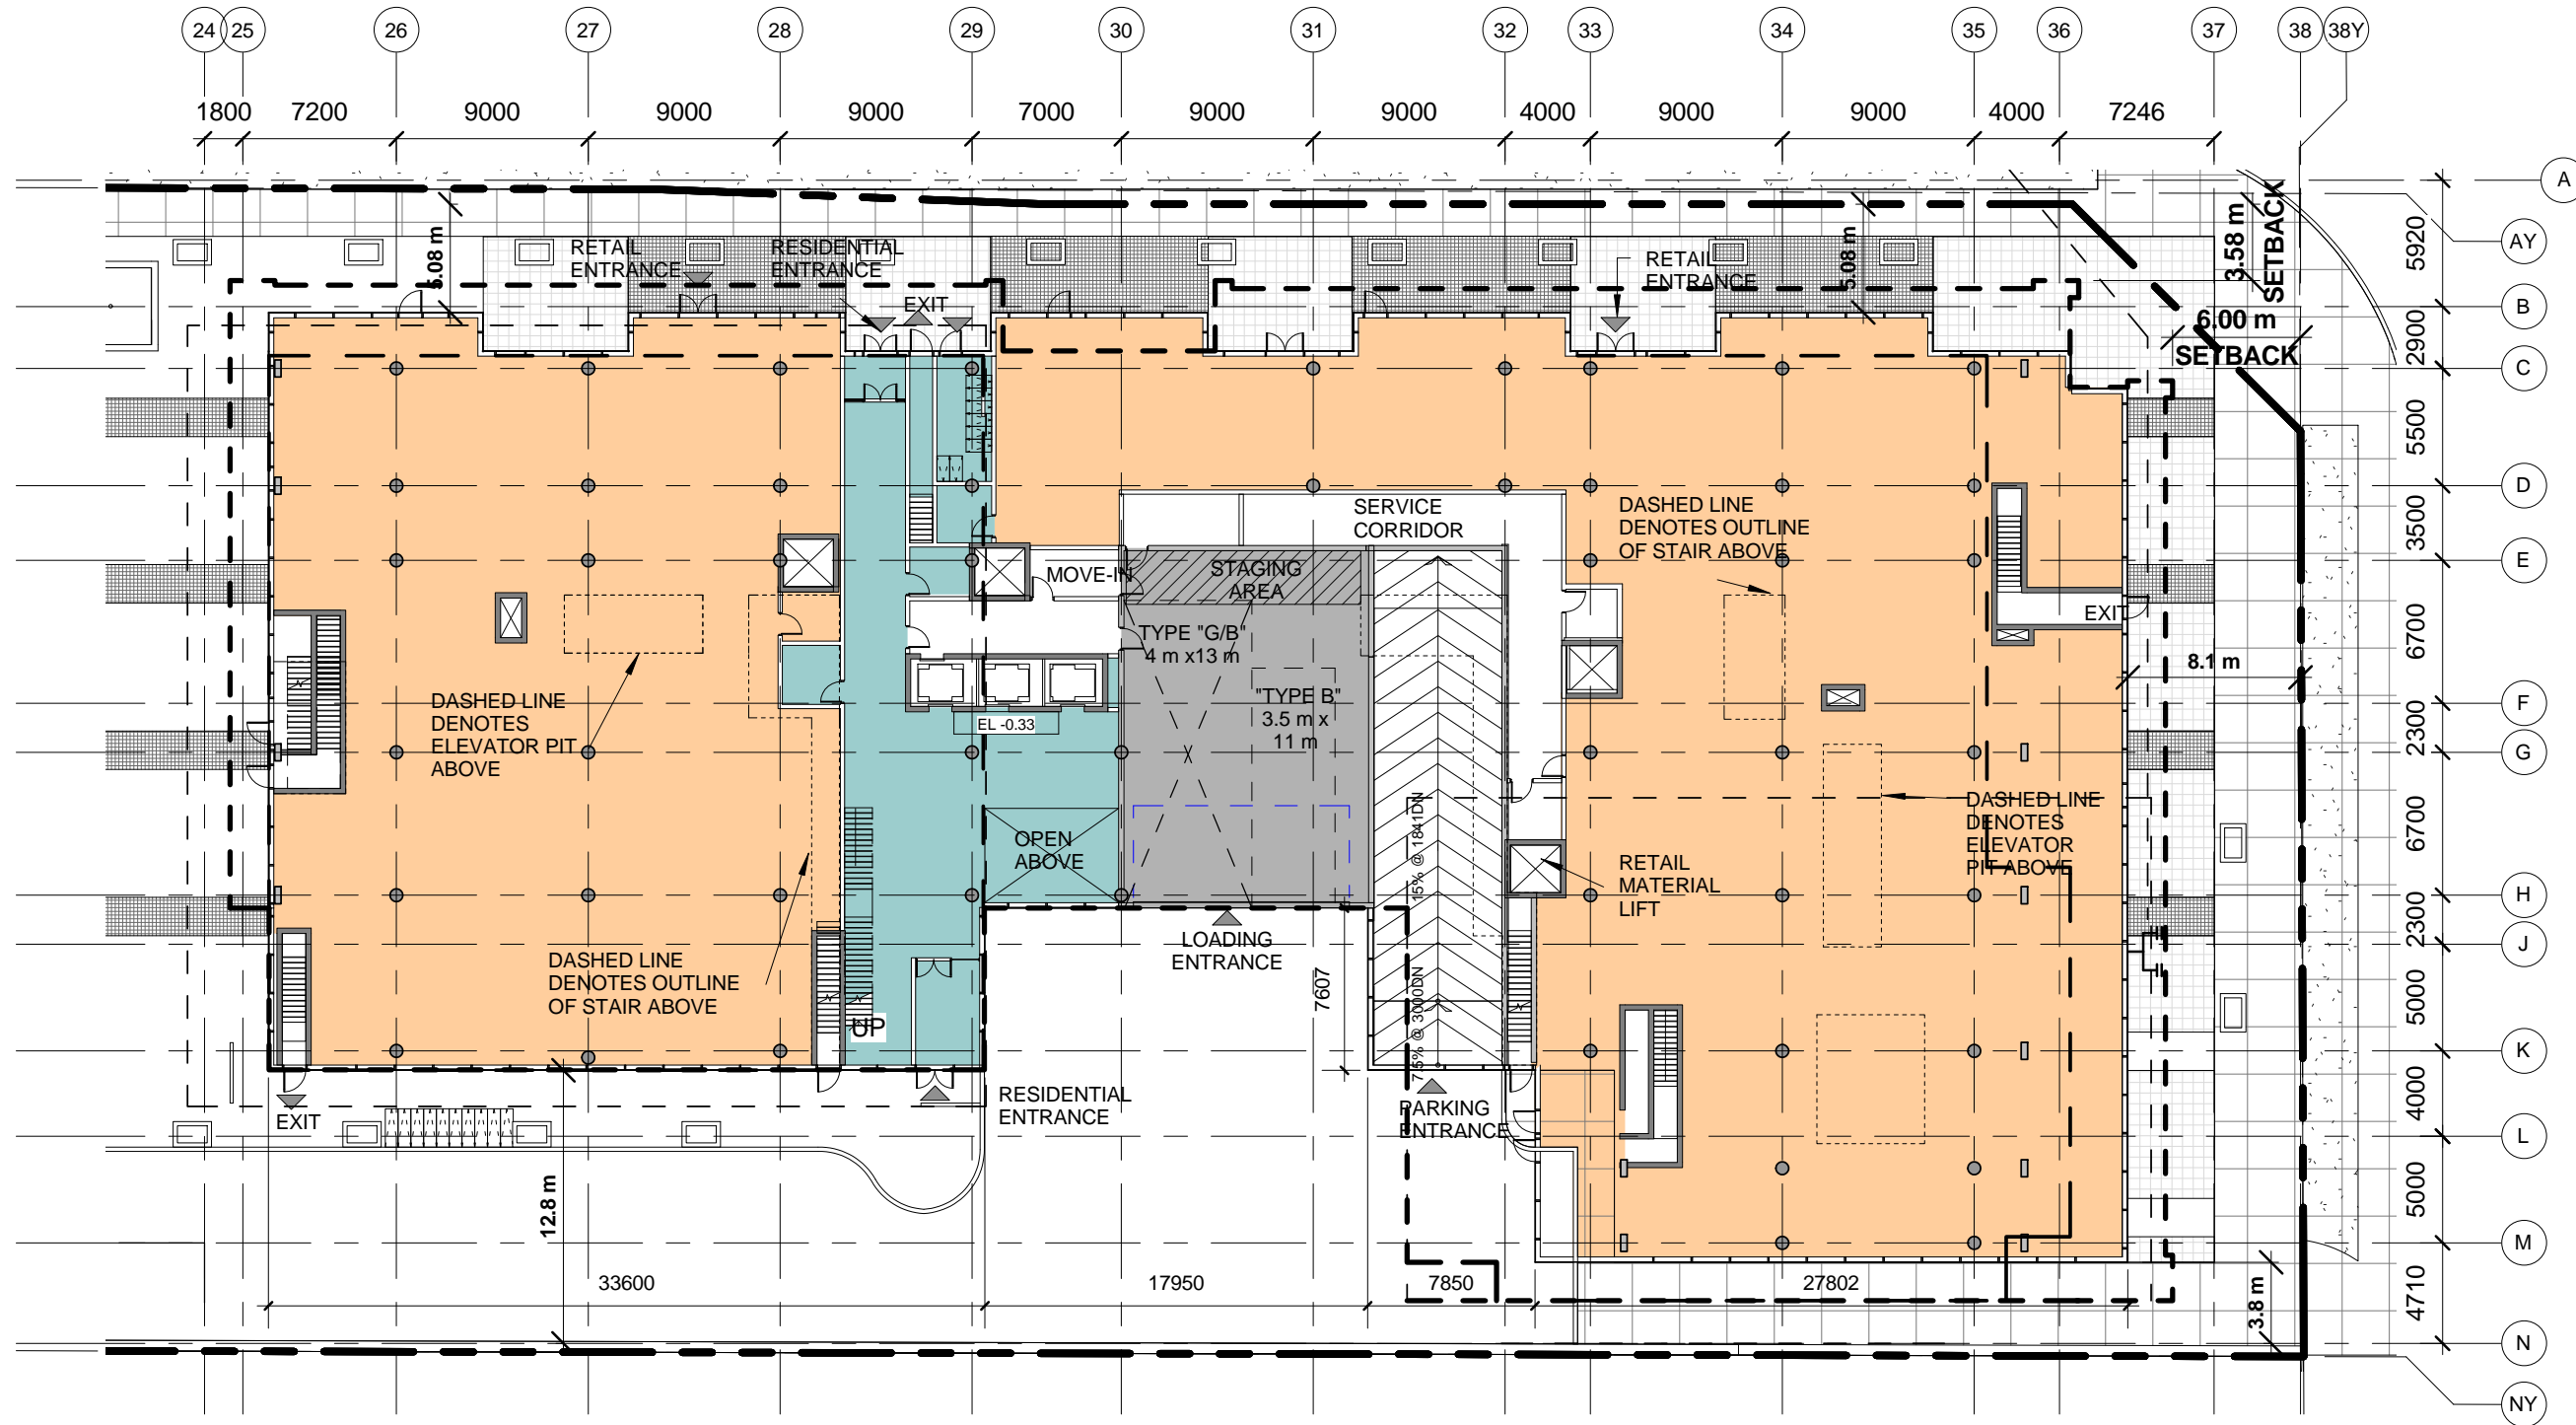 24 25 26 27 28 29 30 31 32 33 34 35 36 37 38 38Y
1800 7200 9000 9000 9000 7000 9000 9000 4000 9000 9000 4000 7246
A
AY
B
C
D
E
F
G
H
J
K
L
M
N
NY
5920
2900
5500
3500
6700
2300
6700
2300
5000
4000
5000
4710
3.58 m
SETBACK
6.00 m
SETBACK
5.08 m
RETAIL
ENTRANCE
RESIDENTIAL
ENTRANCE
EXIT
RETAIL
ENTRANCE
5.08 m
SERVICE
CORRIDOR
DASHED LINE
DENOTES OUTLINE
OF STAIR ABOVE
MOVE-IN
STAGING
AREA
EXIT
TYPE "G/B"
4 m x13 m
"TYPE B"
3.5 m x
11 m
8.1 m
DASHED LINE
DENOTES
ELEVATOR PIT
ABOVE
EL -0.33
OPEN
ABOVE
15% @ 1841DN
7.5% @ 3000DN
DASHED LINE
DENOTES
ELEVATOR
PIT ABOVE
RETAIL
MATERIAL
LIFT
LOADING
ENTRANCE
DASHED LINE
DENOTES OUTLINE
OF STAIR ABOVE
UP
7607
EXIT
RESIDENTIAL
ENTRANCE
PARKING
ENTRANCE
12.8 m
33600 17950 7850 27802
3.8 m